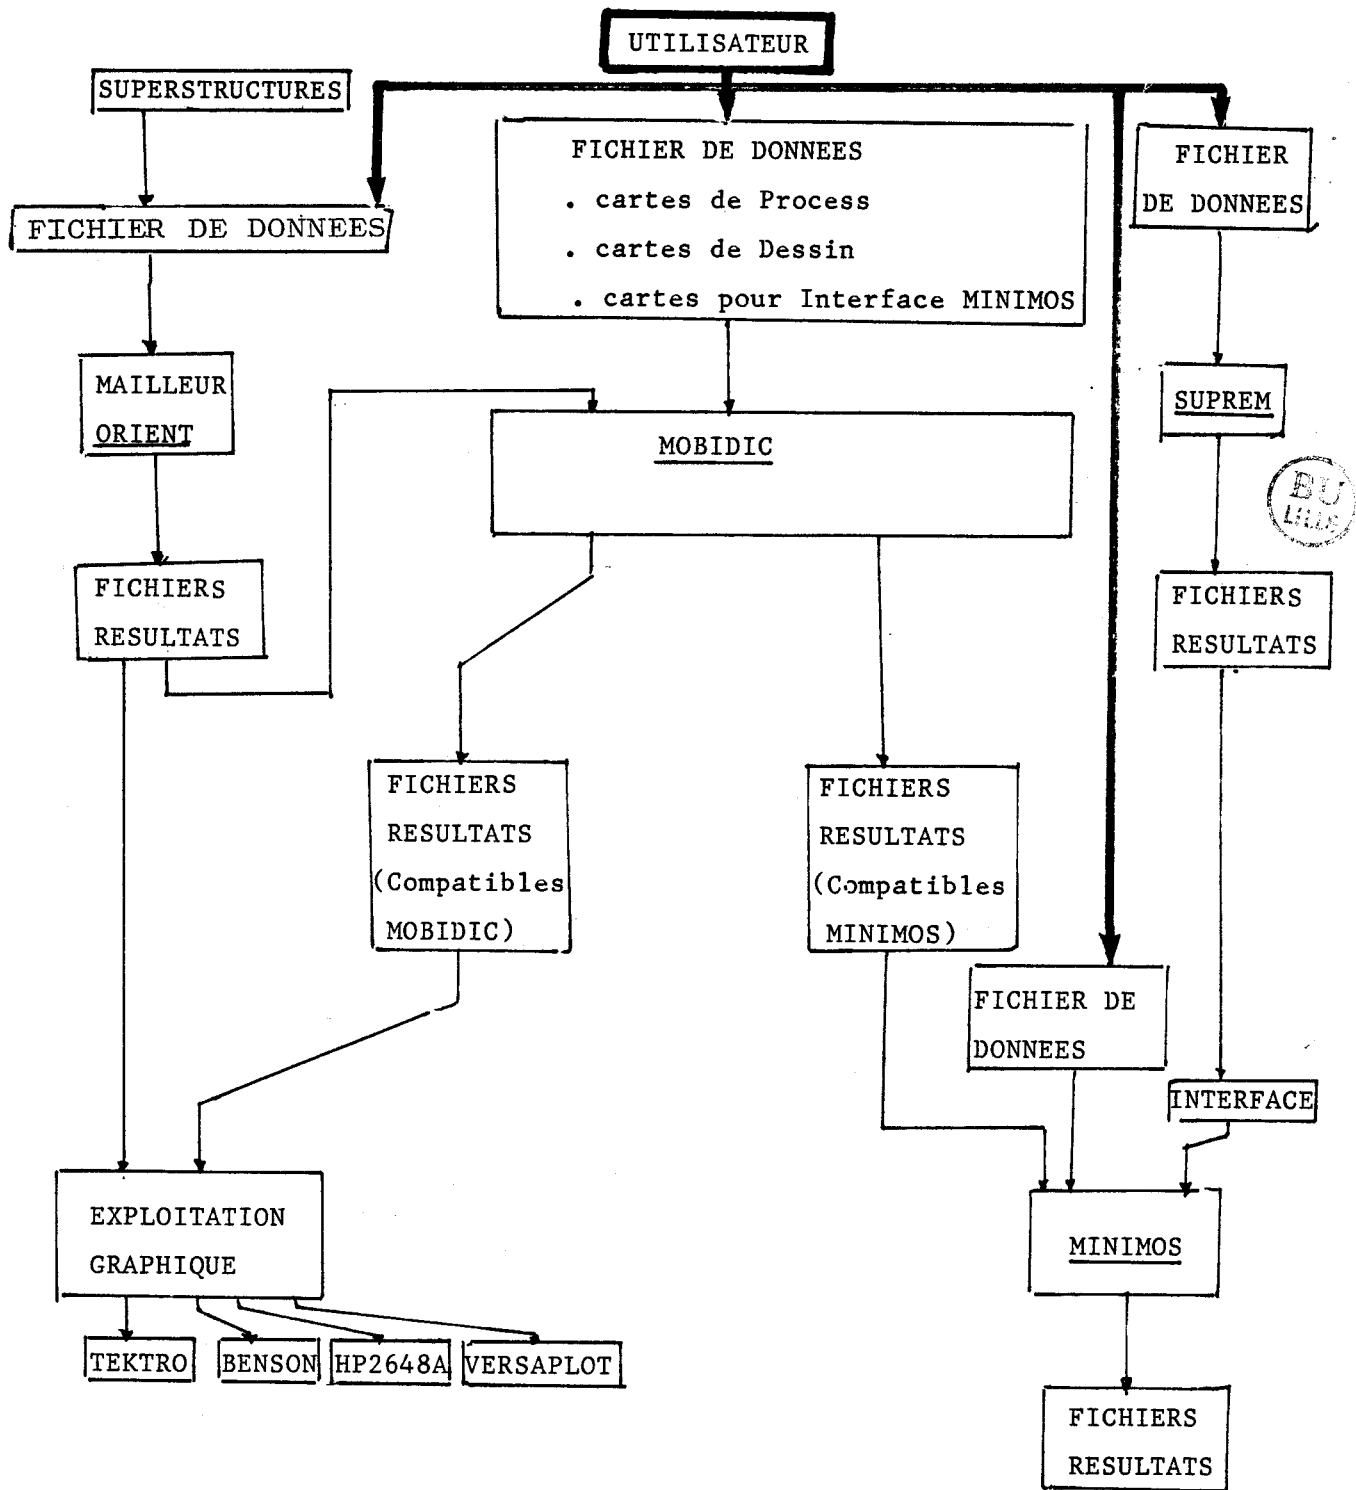 UTILISATEUR
SUPERSTRUCTURES
FICHIER DE DONNEES
. cartes de Process
. cartes de Dessin
. cartes pour Interface MINIMOS
FICHIER
DE DONNEES
FICHIER DE DONNEES
MAILLEUR
ORIENT
MOBIDIC
SUPREM
BU
LILLE
FICHIERS
RESULTATS
FICHIERS
RESULTATS
FICHIERS
RESULTATS
(Compatibles
MOBIDIC)
FICHIERS
RESULTATS
(Compatibles
MINIMOS)
FICHIER DE
DONNEES
INTERFACE
EXPLOITATION
GRAPHIQUE
MINIMOS
TEKTRO
BENSON
HP2648A
VERSAPLOT
FICHIERS
RESULTATS